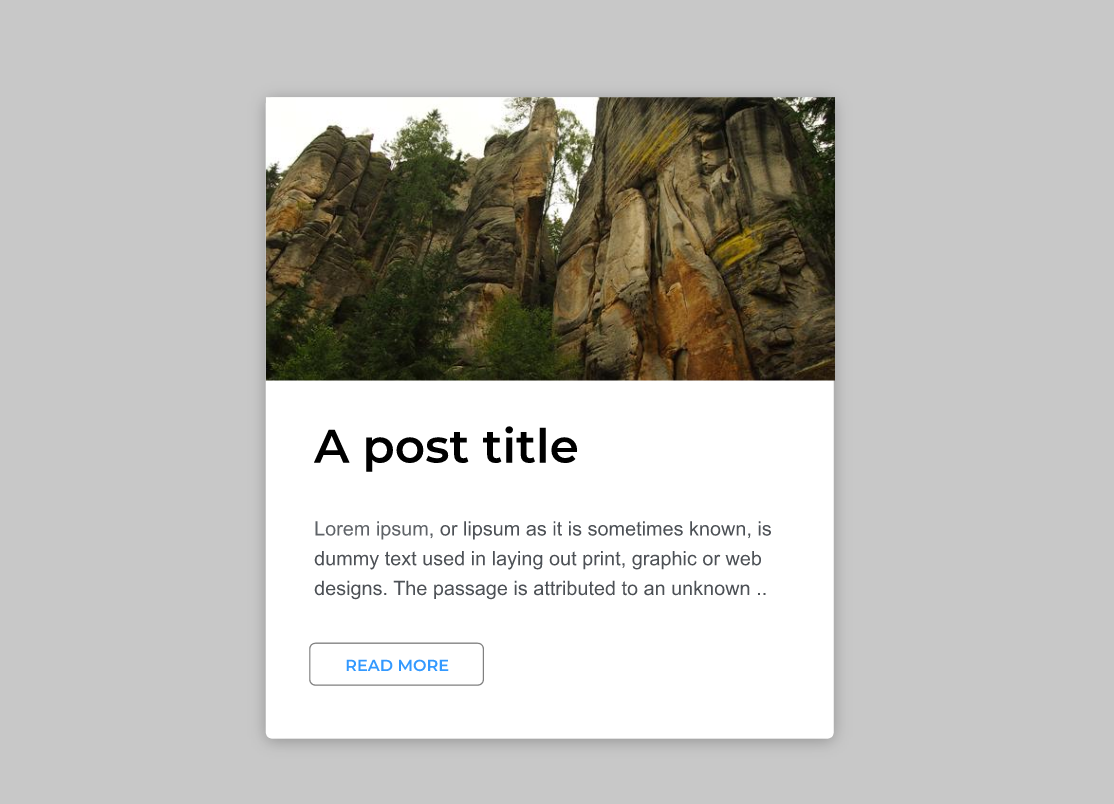 A post title
Lorem ipsum, or lipsum as it is sometimes known, is
dummy text used in laying out print, graphic or web
designs. The passage is attributed to an unknown ..
READ MORE